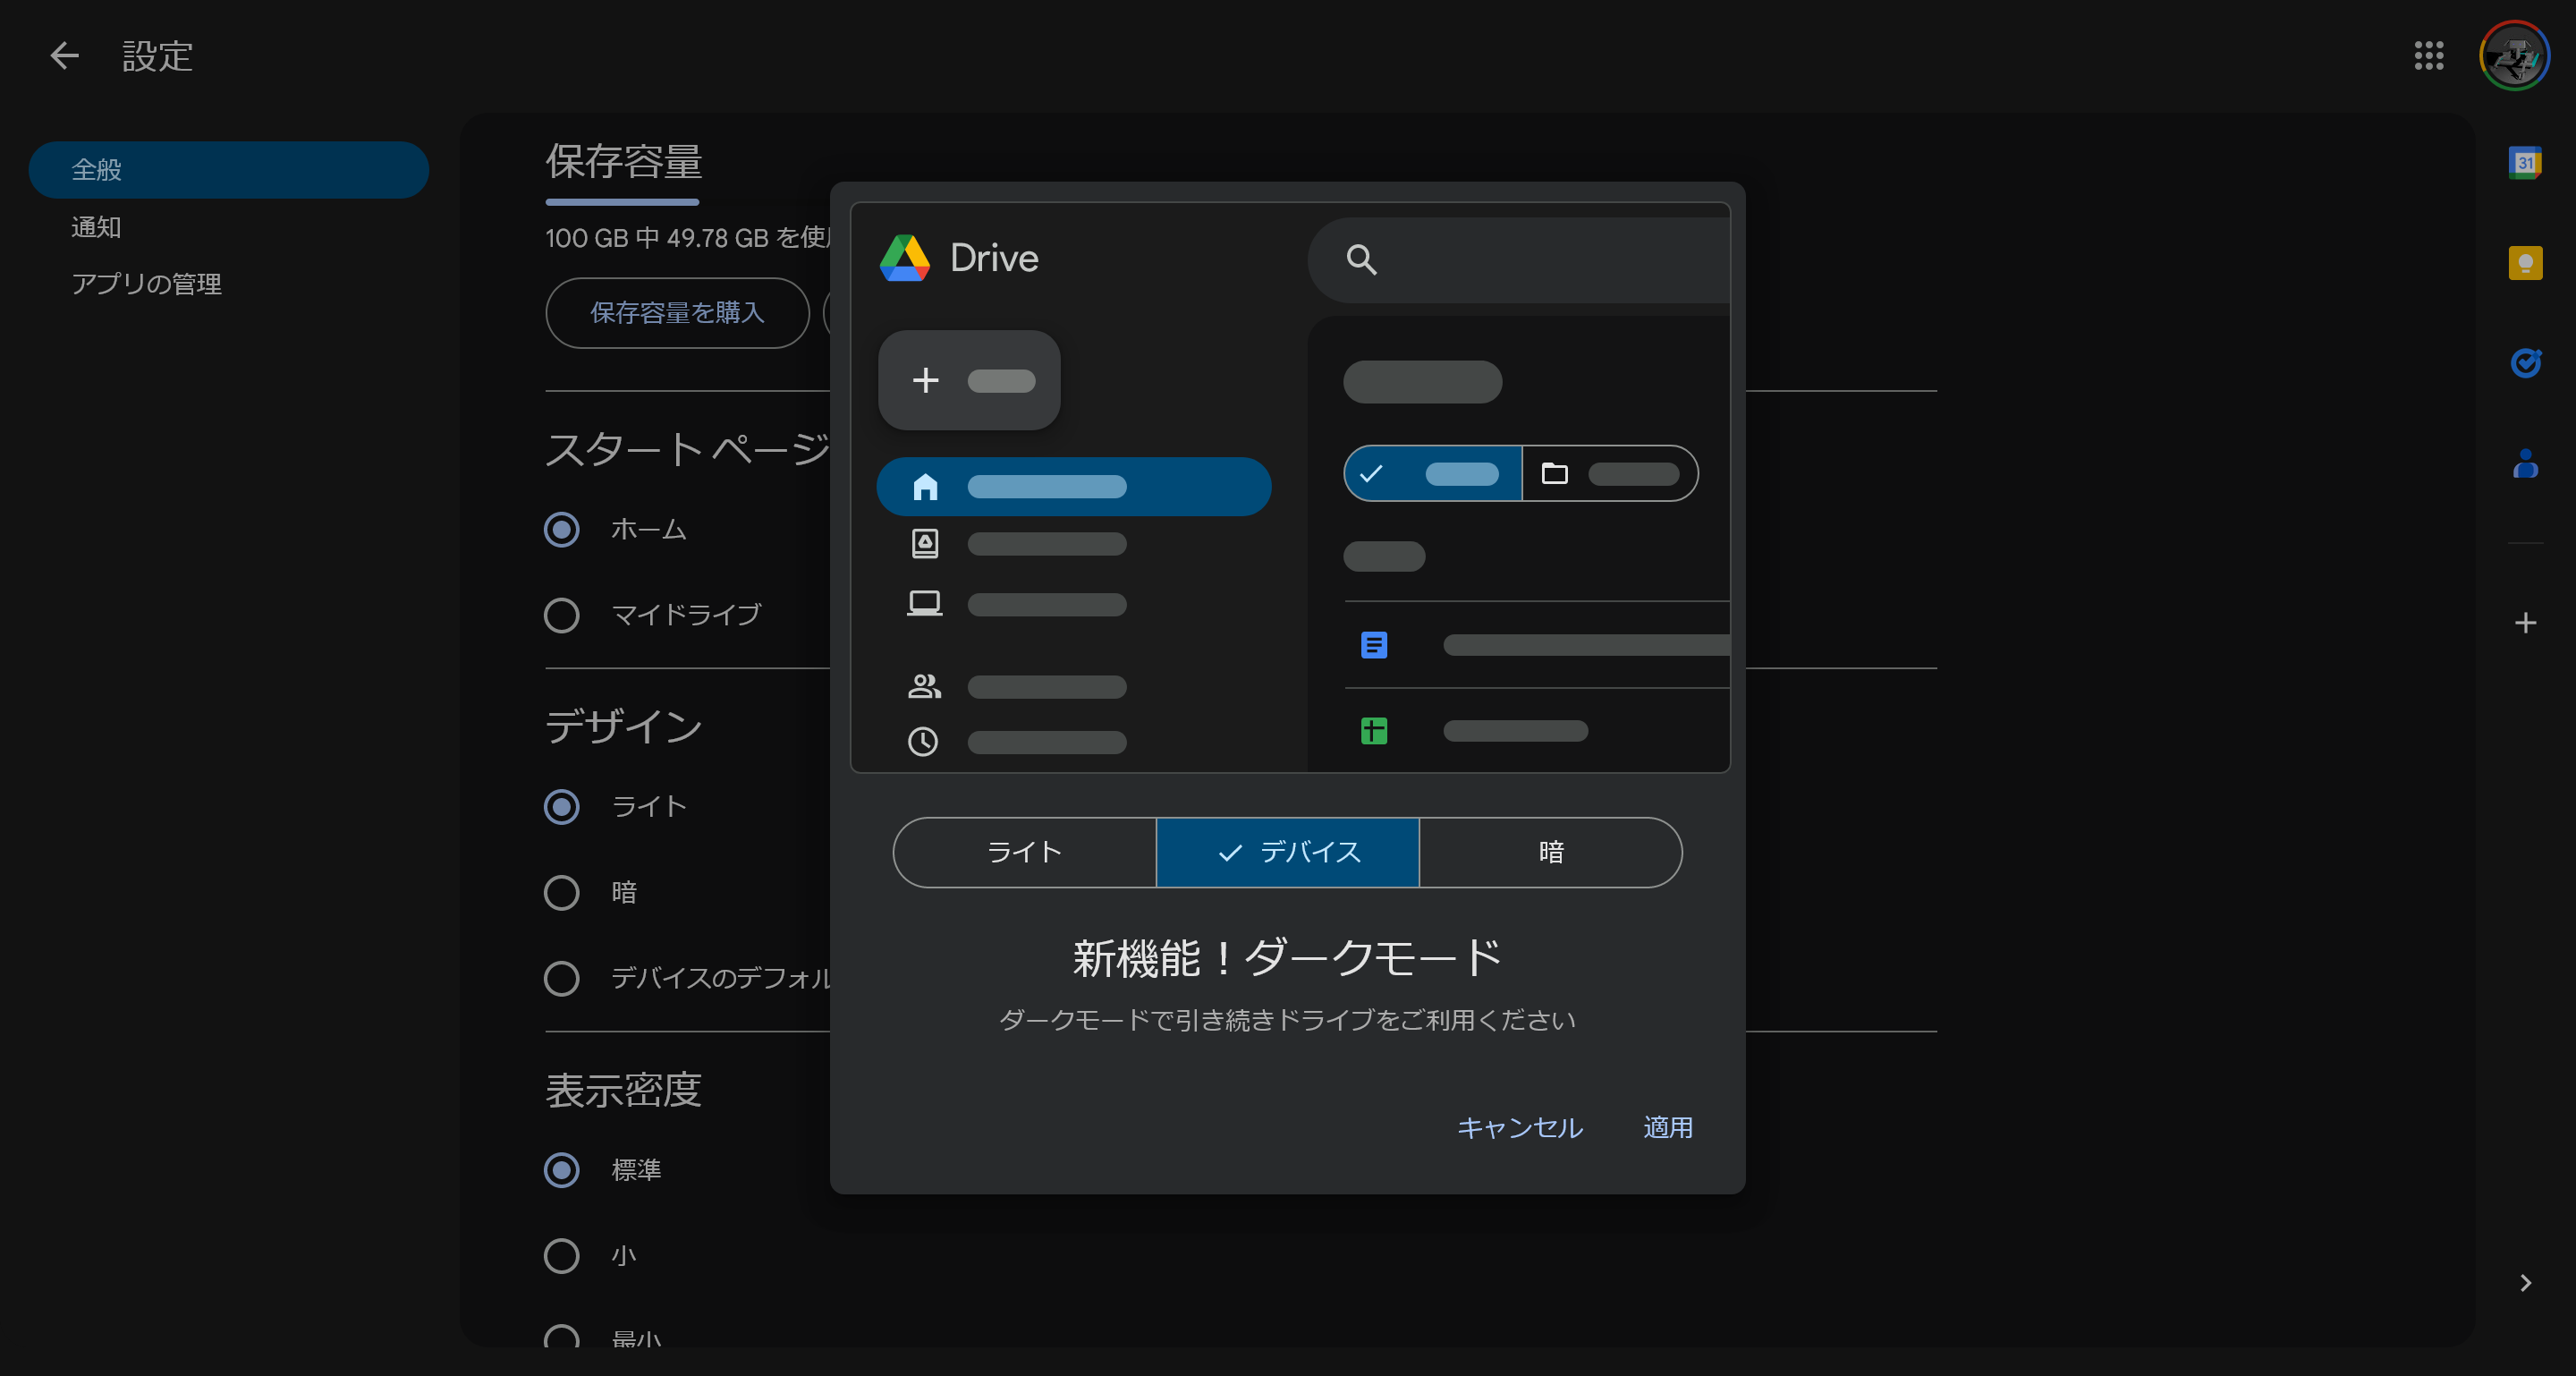 設定
全般
通知
アプリの管理
保存容量
100 GB 中 49.78 GB を使
保存容量を購入
スタート ページ
ホーム
マイドライブ
デザイン
ライト
暗
デバイスのデフォル
表示密度
標準
小
最小
Drive
ライト
デバイス
暗
新機能！ダークモード
ダークモードで引き続きドライブをご利用ください
キャンセル
適用
31